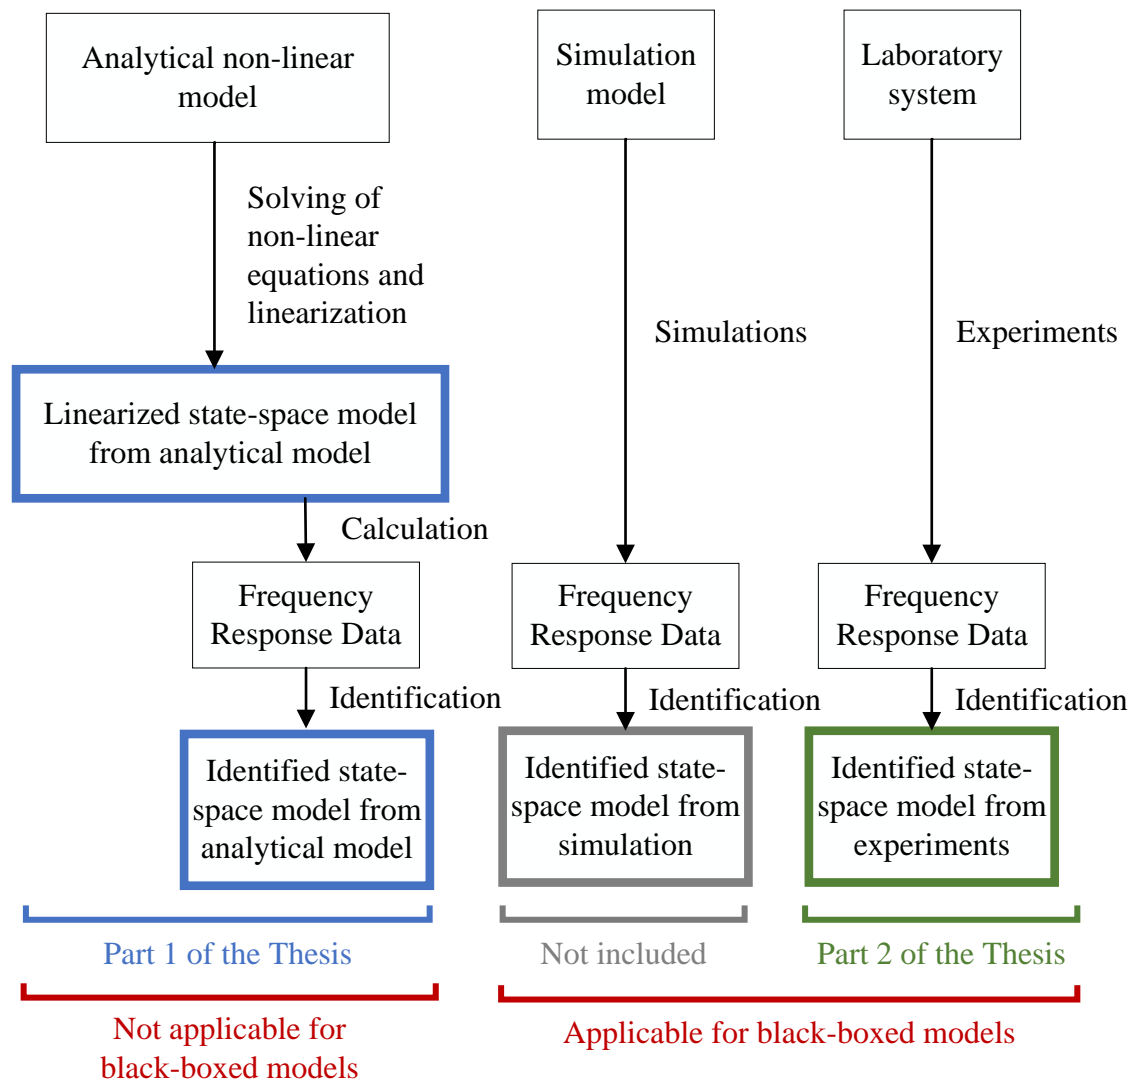 Analytical non-linear
model
Simulation
model
Laboratory
system
Solving of
non-linear
equations and
linearization
Simulations
Experiments
Linearized state-space model
from analytical model
Calculation
Frequency
Response Data
Frequency
Response Data
Frequency
Response Data
Identification
Identification
Identification
Identified state-
space model from
analytical model
Identified state-
space model from
simulation
Identified state-
space model from
experiments
Part 1 of the Thesis
Not included
Part 2 of the Thesis
Not applicable for
black-boxed models
Applicable for black-boxed models